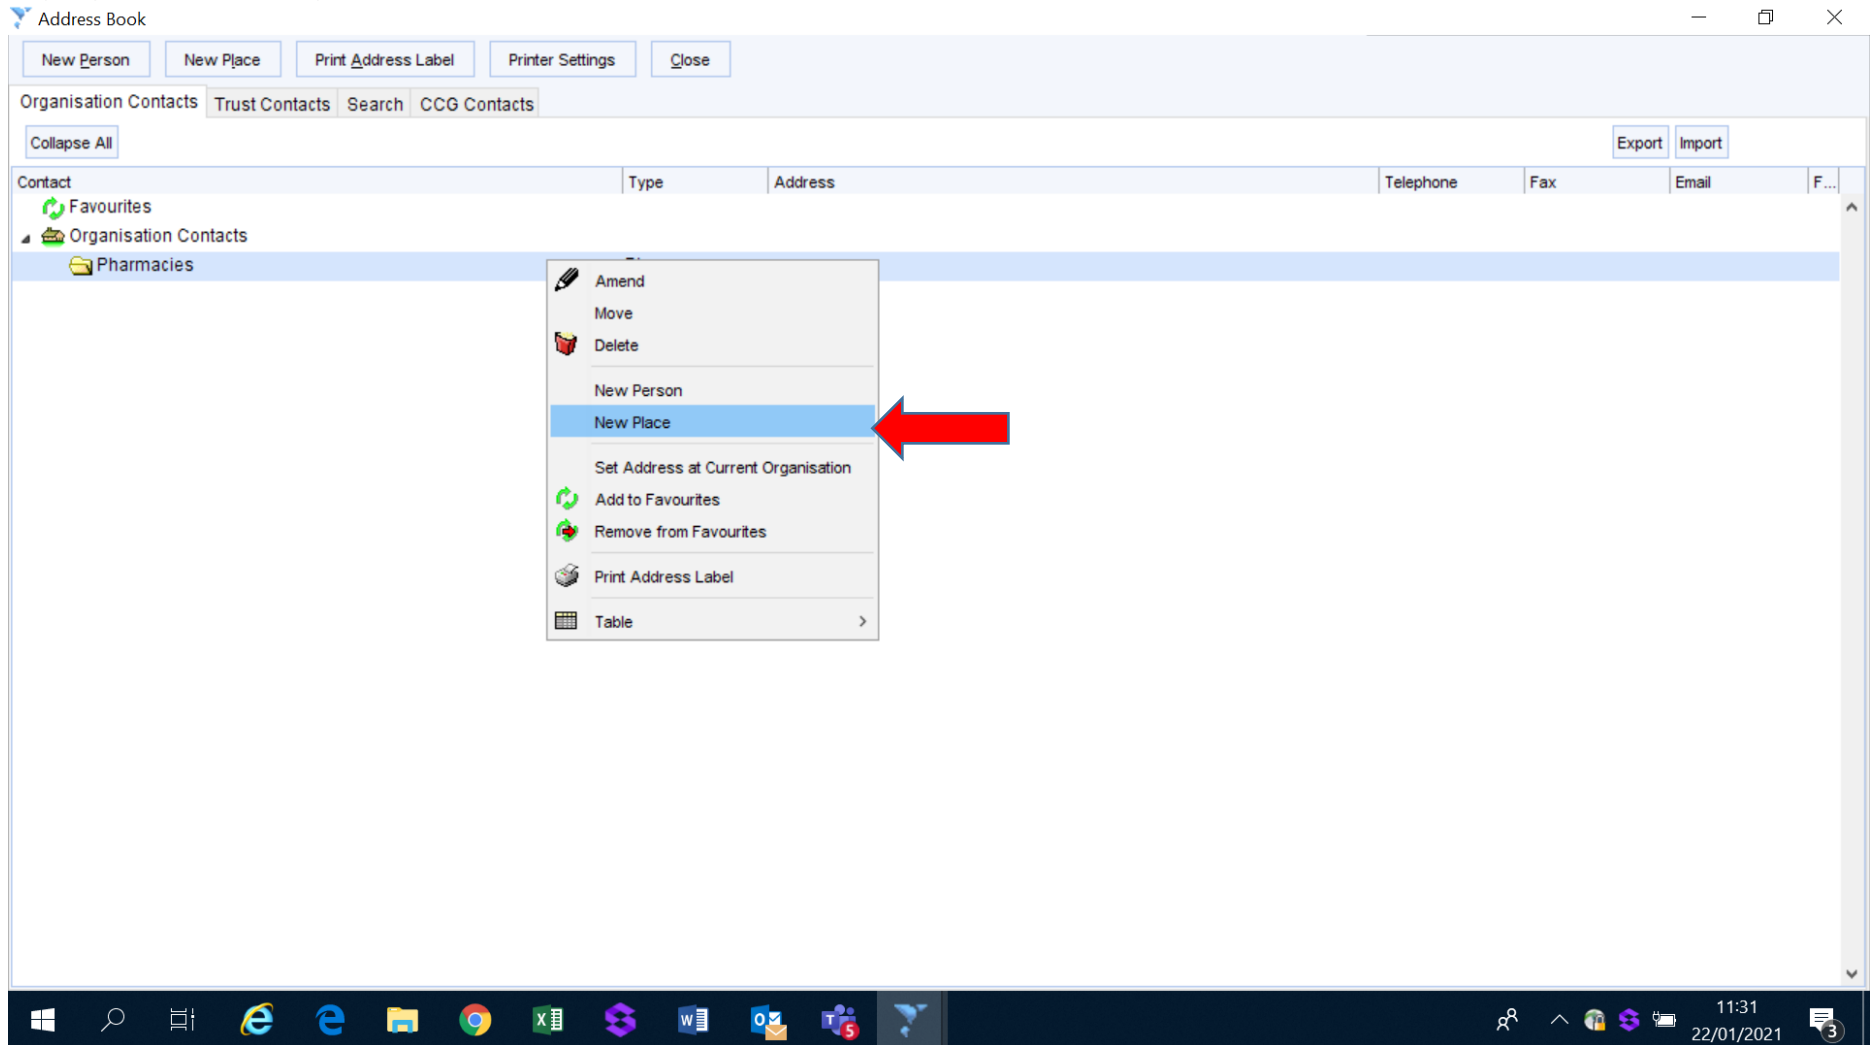 Address Book
New Person New Place Print Address Label Printer Settings Close
Organisation Contacts Trust Contacts Search CCG Contacts
Collapse All Export Import
Contact Type Address Telephone Fax Email F...
Favourites
Organisation Contacts
Pharmacies
Amend
Move
Delete
New Person
New Place
Set Address at Current Organisation
Add to Favourites
Remove from Favourites
Print Address Label
Table
11:31
22/01/2021
5
3